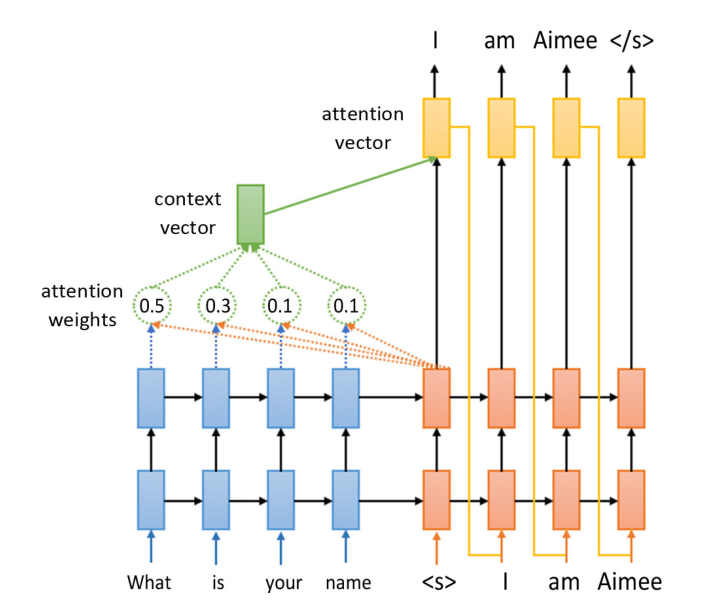 I am Aimee </s>
attention
vector
context
vector
attention
weights
0.5 0.3 0.1 0.1
What is your name <s> I am Aimee